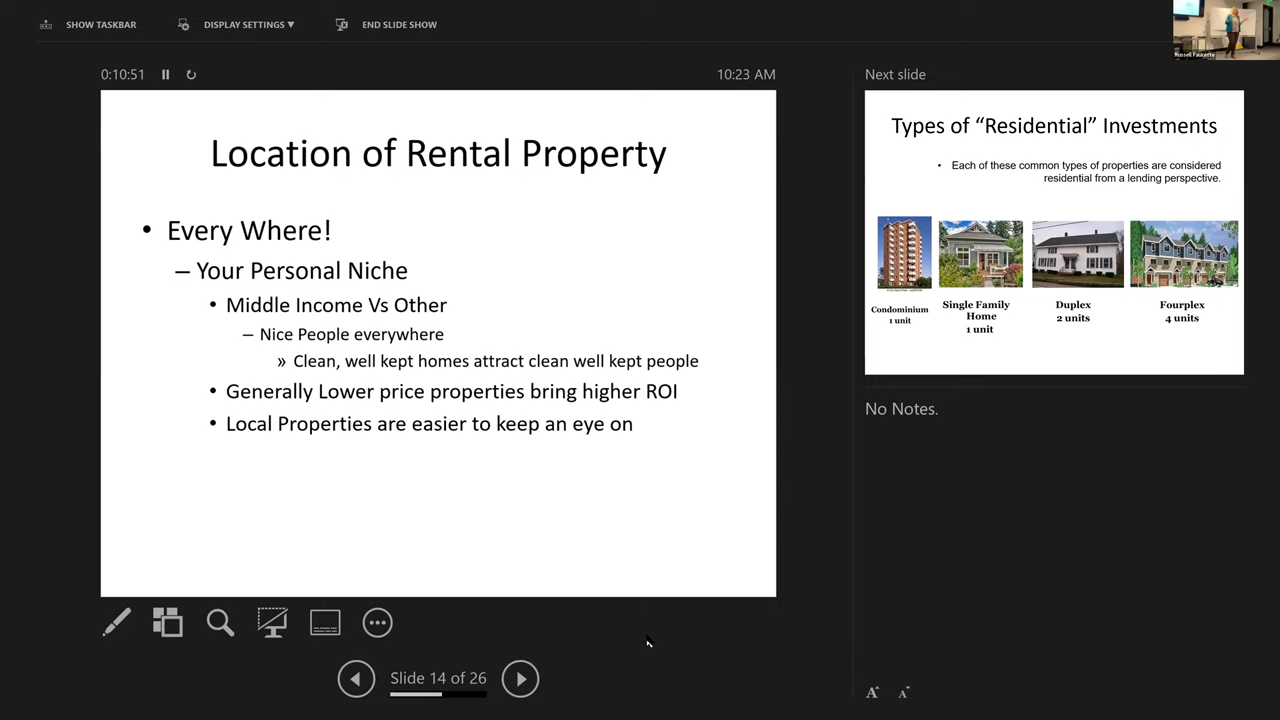 SHOW TASKBAR
DISPLAY SETTINGS ▼
END SLIDE SHOW
Russell Faucette
0:10:51
10:23 AM
Location of Rental Property
• Every Where!
– Your Personal Niche
• Middle Income Vs Other
– Nice People everywhere
» Clean, well kept homes attract clean well kept people
• Generally Lower price properties bring higher ROI
• Local Properties are easier to keep an eye on
Slide 14 of 26
Next slide
Types of “Residential” Investments
• Each of these common types of properties are considered
residential from a lending perspective.
Condominium
1 unit
Single Family
Home
1 unit
Duplex
2 units
Fourplex
4 units
No Notes.
A A